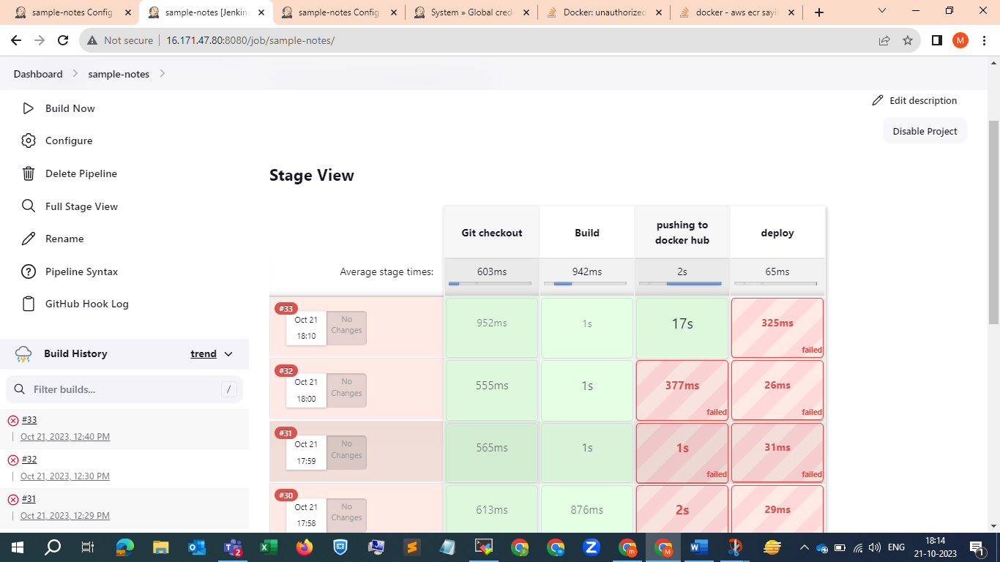 sample-notes Config
sample-notes [Jenkin
sample-notes Config
System » Global crede
Docker: unauthorized
docker - aws ecr sayin
Not secure
16.171.47.80:8080/job/sample-notes/
M
Dashboard
sample-notes
Build Now
Configure
Delete Pipeline
Full Stage View
Rename
Pipeline Syntax
GitHub Hook Log
Build History
trend
Filter builds...
/
#33
Oct 21, 2023, 12:40 PM
#32
Oct 21, 2023, 12:30 PM
#31
Oct 21, 2023, 12:29 PM
Edit description
Disable Project
Stage View
Git checkout
Build
pushing to
docker hub
deploy
Average stage times:
603ms
942ms
2s
65ms
#33
Oct 21
18:10
No
Changes
952ms
1s
17s
325ms
failed
#32
Oct 21
18:00
No
Changes
555ms
1s
377ms
failed
26ms
failed
#31
Oct 21
17:59
No
Changes
565ms
1s
1s
failed
31ms
failed
#30
Oct 21
17:58
No
Changes
613ms
876ms
2s
29ms
ENG
18:14
21-10-2023